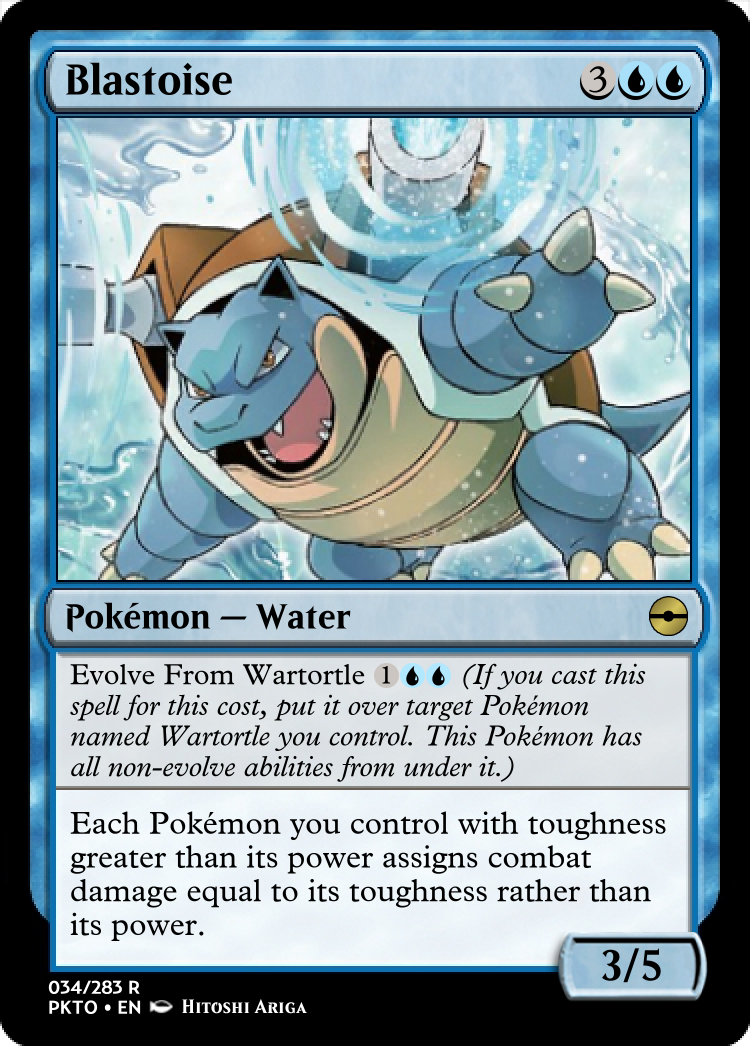 Blastoise 3
Pokémon — Water
Evolve From Wartortle 1 (If you cast this
spell for this cost, put it over target Pokémon
named Wartortle you control. This Pokémon has
all non-evolve abilities from under it.)
Each Pokémon you control with toughness
greater than its power assigns combat
damage equal to its toughness rather than
its power.
3/5
034/283 R
PKTO • EN Hitoshi Ariga